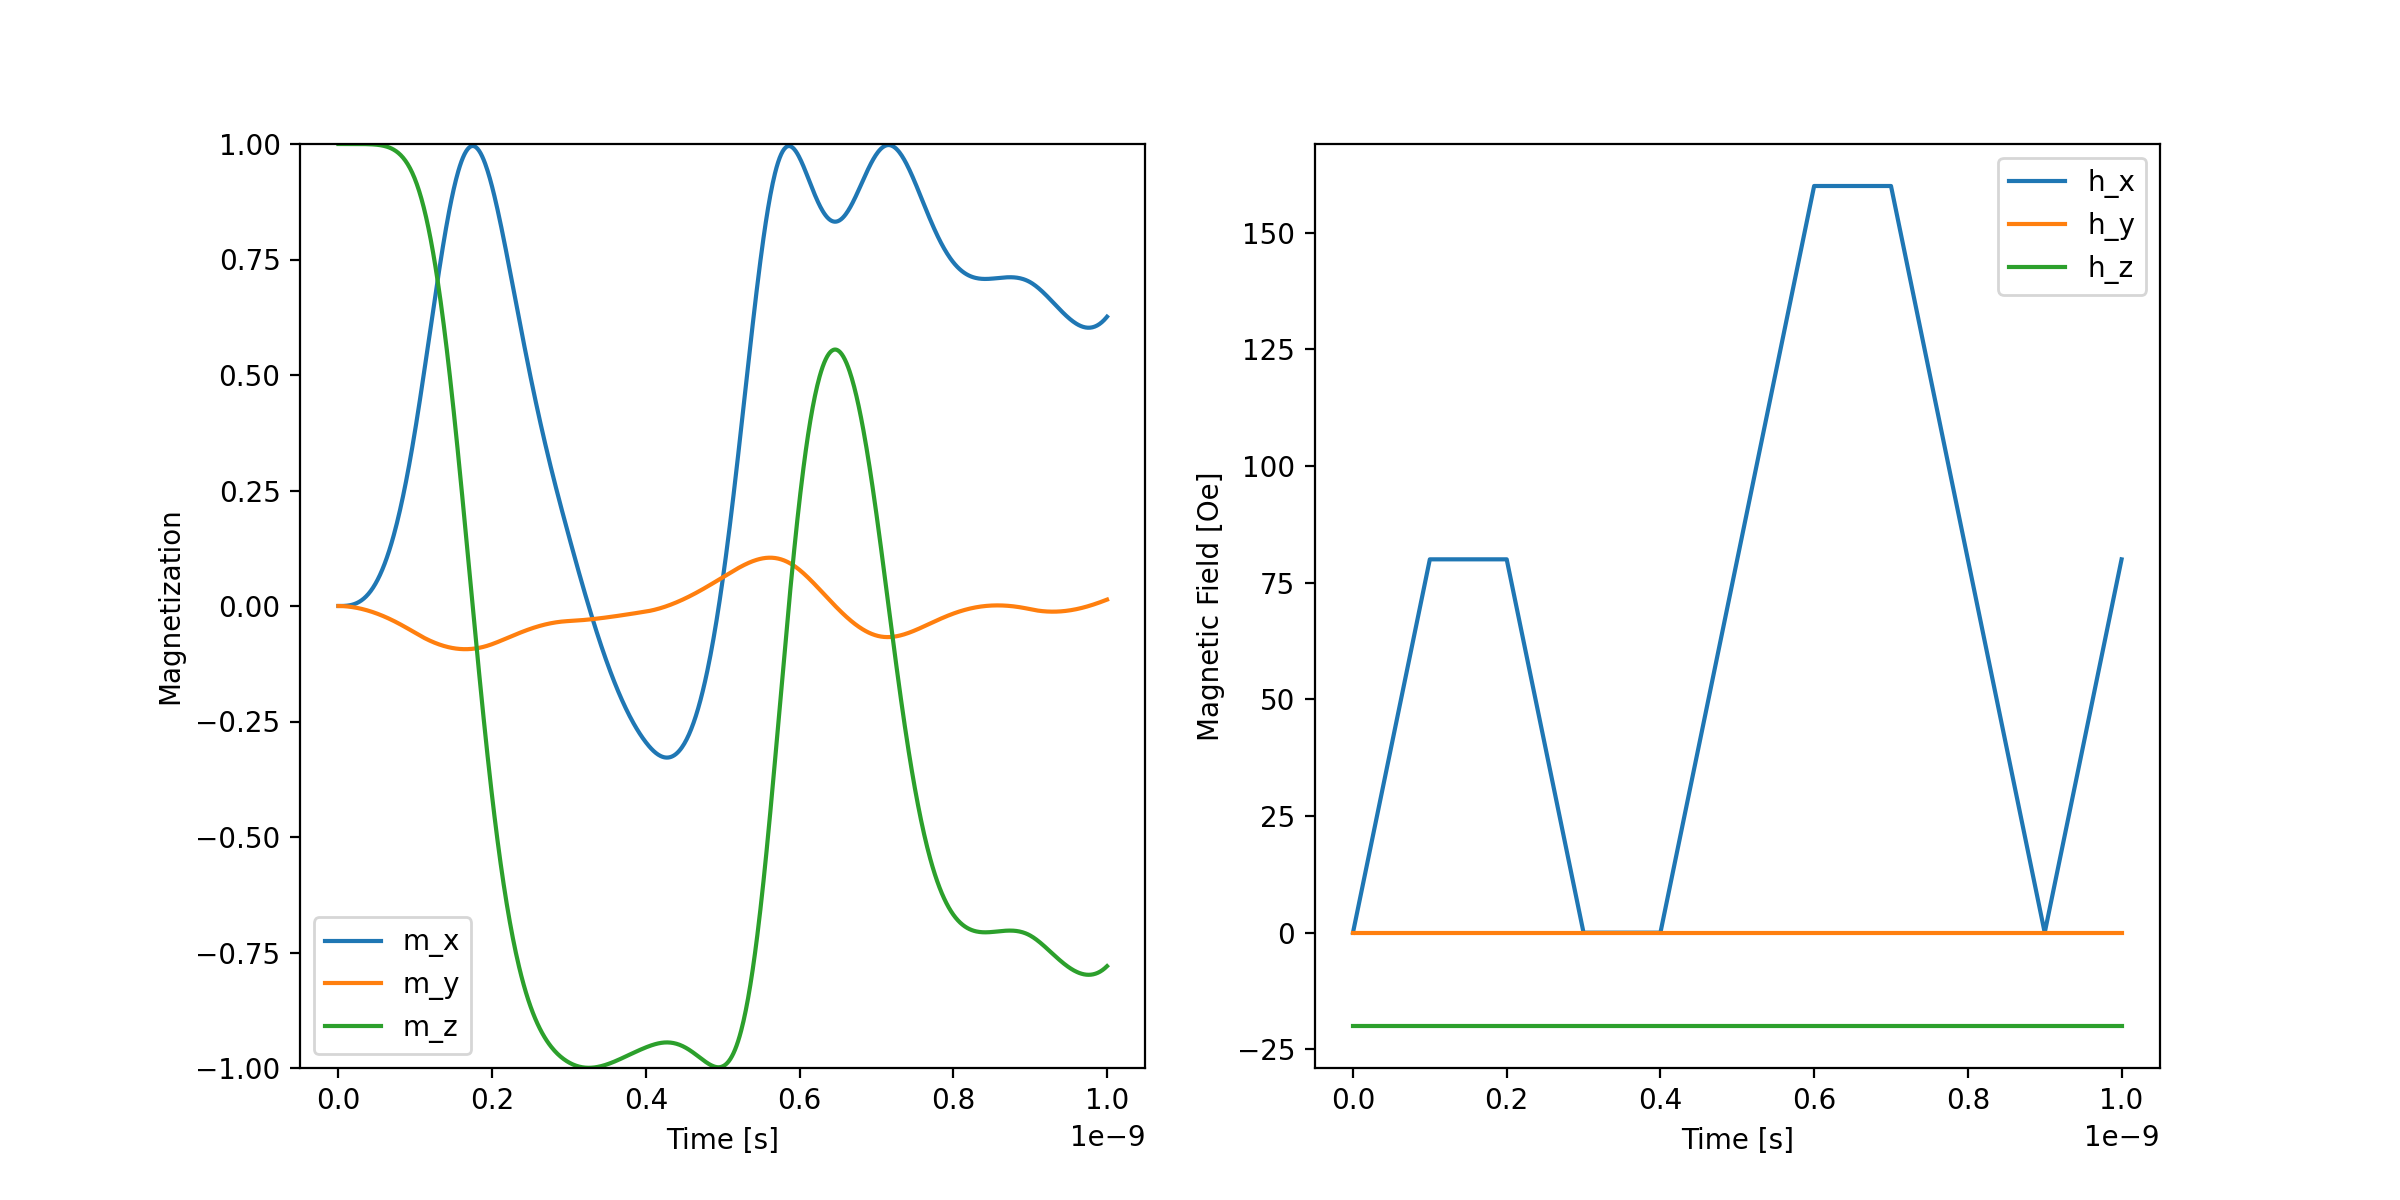 Magnetization
1.00
0.75
0.50
0.25
0.00
−0.25
−0.50
−0.75
−1.00
m_x
m_y
m_z
0.0 0.2 0.4 0.6 0.8 1.0
Time [s]
1e−9
Magnetic Field [Oe]
150
125
100
75
50
25
0
−25
h_x
h_y
h_z
0.0 0.2 0.4 0.6 0.8 1.0
Time [s]
1e−9